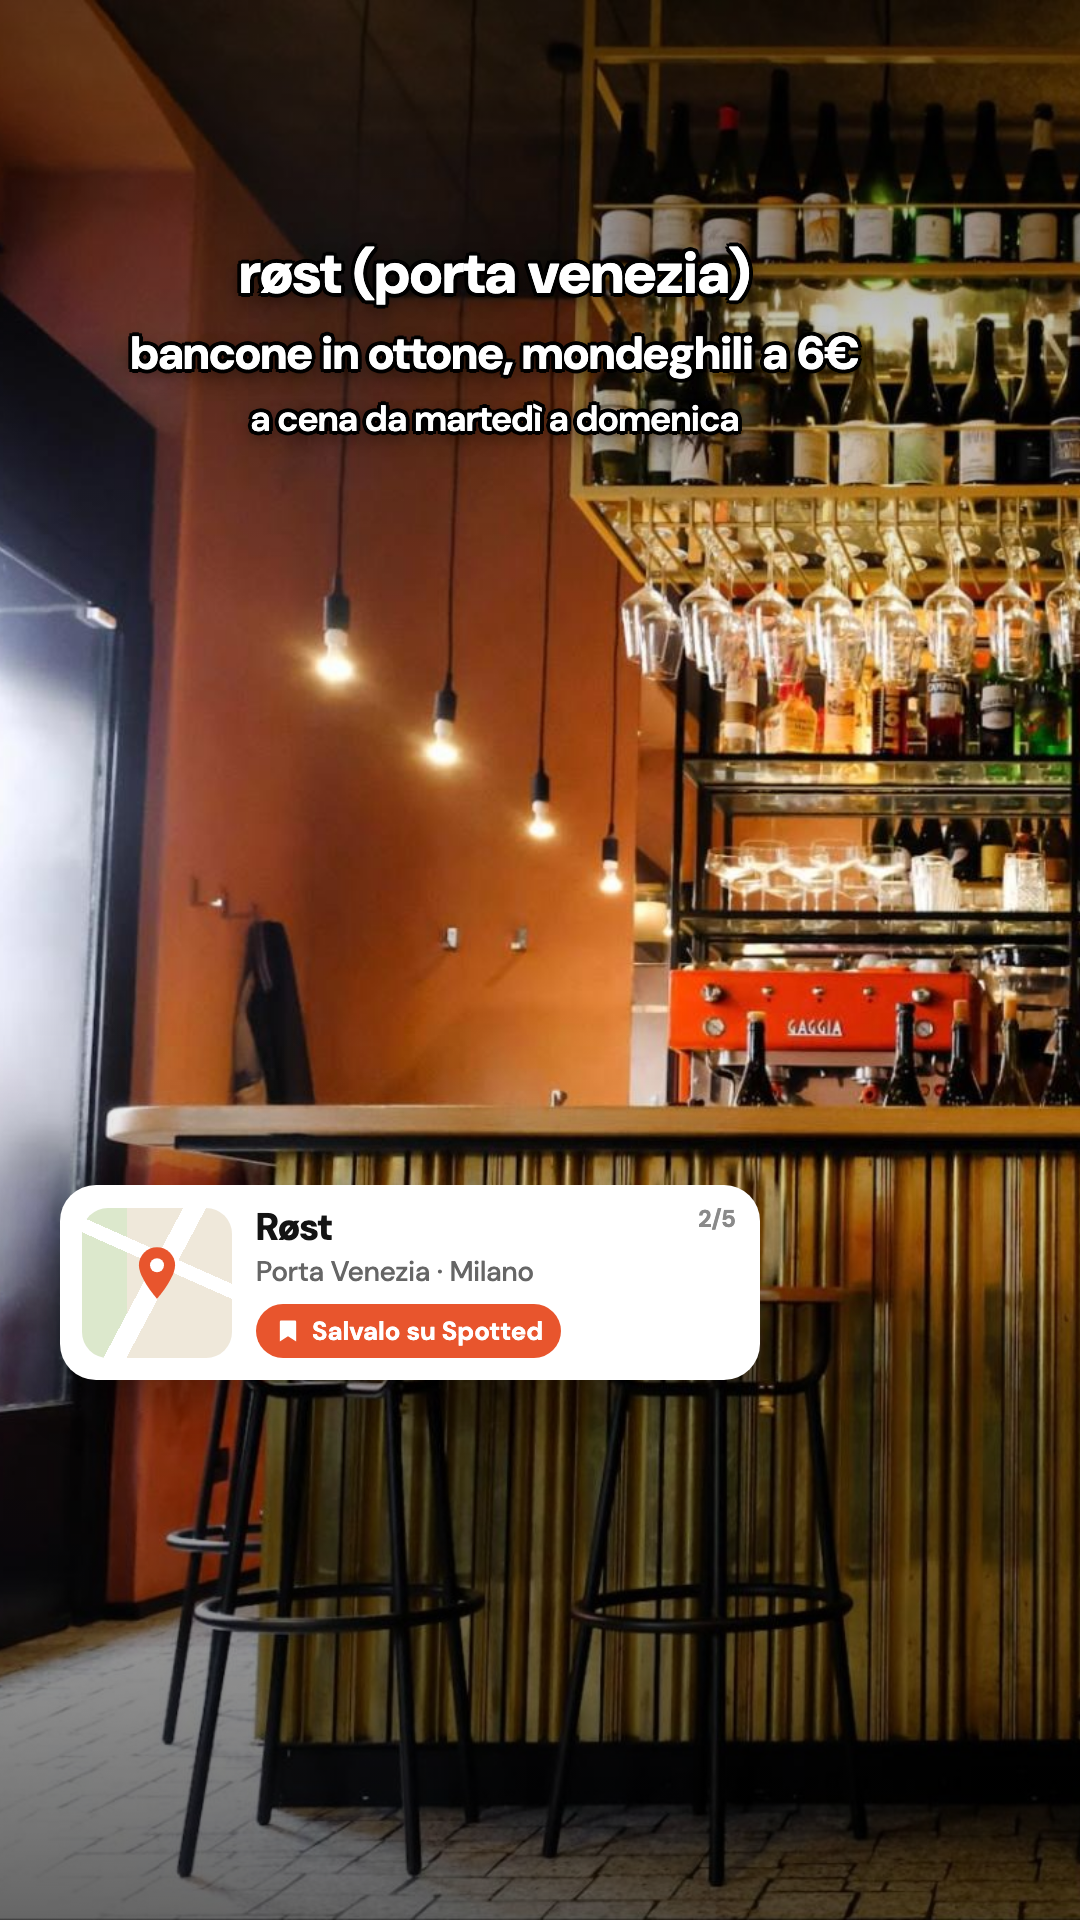 røst (porta venezia)
bancone in ottone, mondeghili a 6€
a cena da martedì a domenica
CAMPARI
GAGGIA
Røst
2/5
Porta Venezia · Milano
Salvalo su Spotted